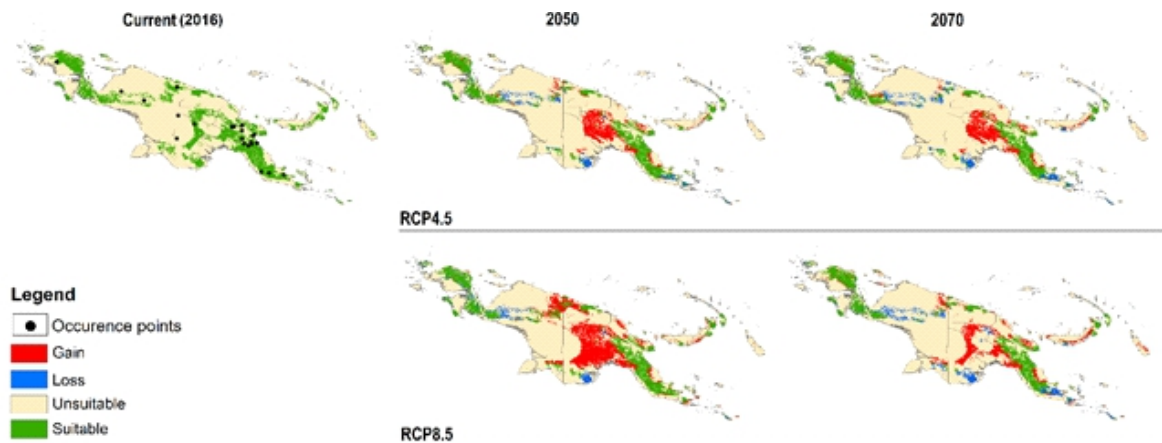 Current (2016)
2050
2070
RCP4.5
Legend
Occurence points
Gain
Loss
Unsuitable
Suitable
RCP8.5